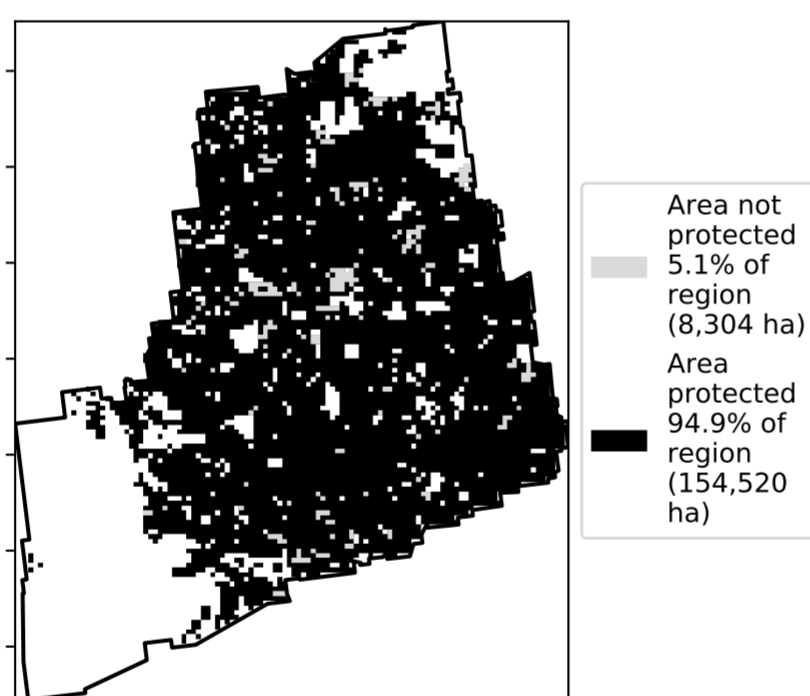 Area not
protected
5.1% of
region
(8,304 ha)
Area
protected
94.9% of
region
(154,520
ha)